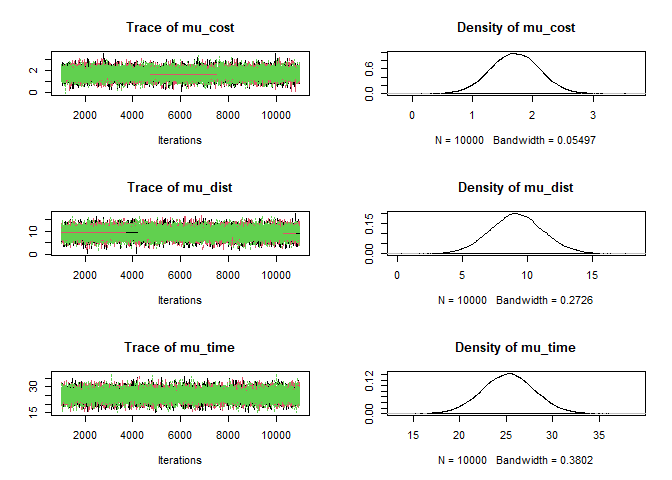 Trace of mu_cost
0 2
2000 4000 6000 8000 10000
Iterations
Density of mu_cost
0.0 0.6
0 1 2 3
N = 10000 Bandwidth = 0.05497
Trace of mu_dist
0 10
2000 4000 6000 8000 10000
Iterations
Density of mu_dist
0.00 0.15
0 5 10 15
N = 10000 Bandwidth = 0.2726
Trace of mu_time
15 30
2000 4000 6000 8000 10000
Iterations
Density of mu_time
0.00 0.12
15 20 25 30 35
N = 10000 Bandwidth = 0.3802